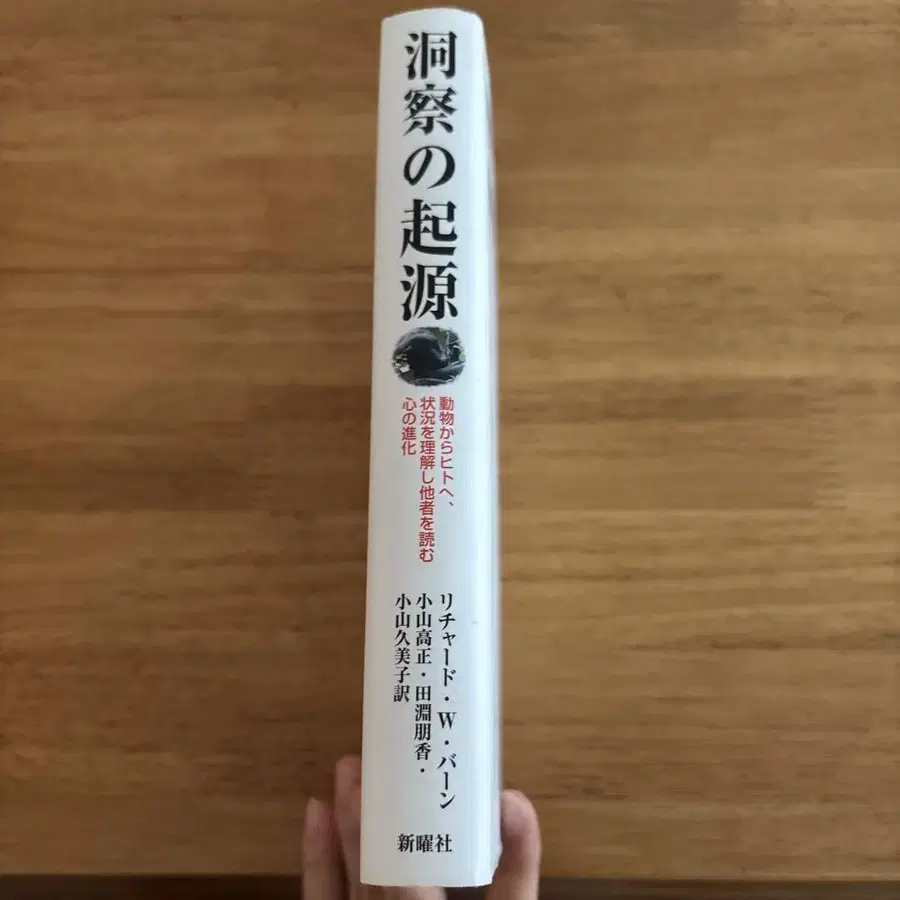 洞察の起源
動物からヒトへ、
状況を理解し他者を読む
心の進化
リチャード・W・バーン
小山高正・田淵朋香・
小山久美子訳
新曜社